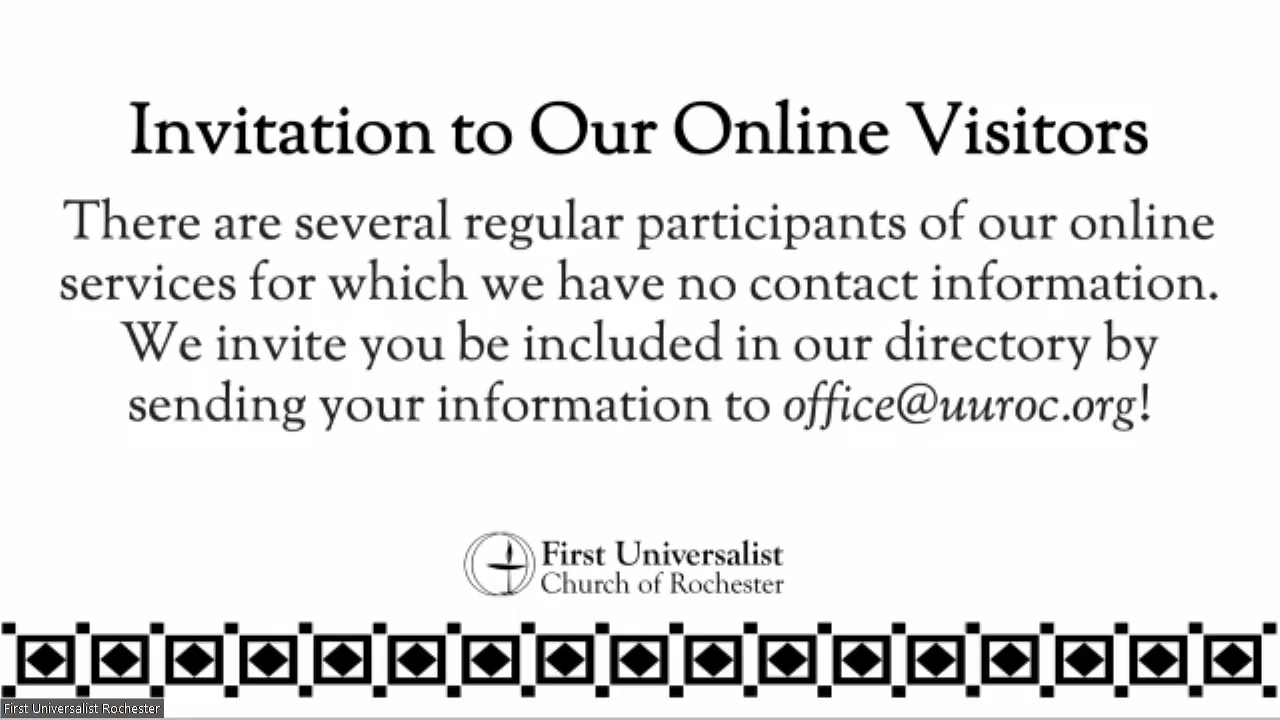 Invitation to Our Online Visitors
There are several regular participants of our online
services for which we have no contact information.
We invite you be included in our directory by
sending your information to office@uuroc.org!
First Universalist
Church of Rochester
First Universalist Rochester